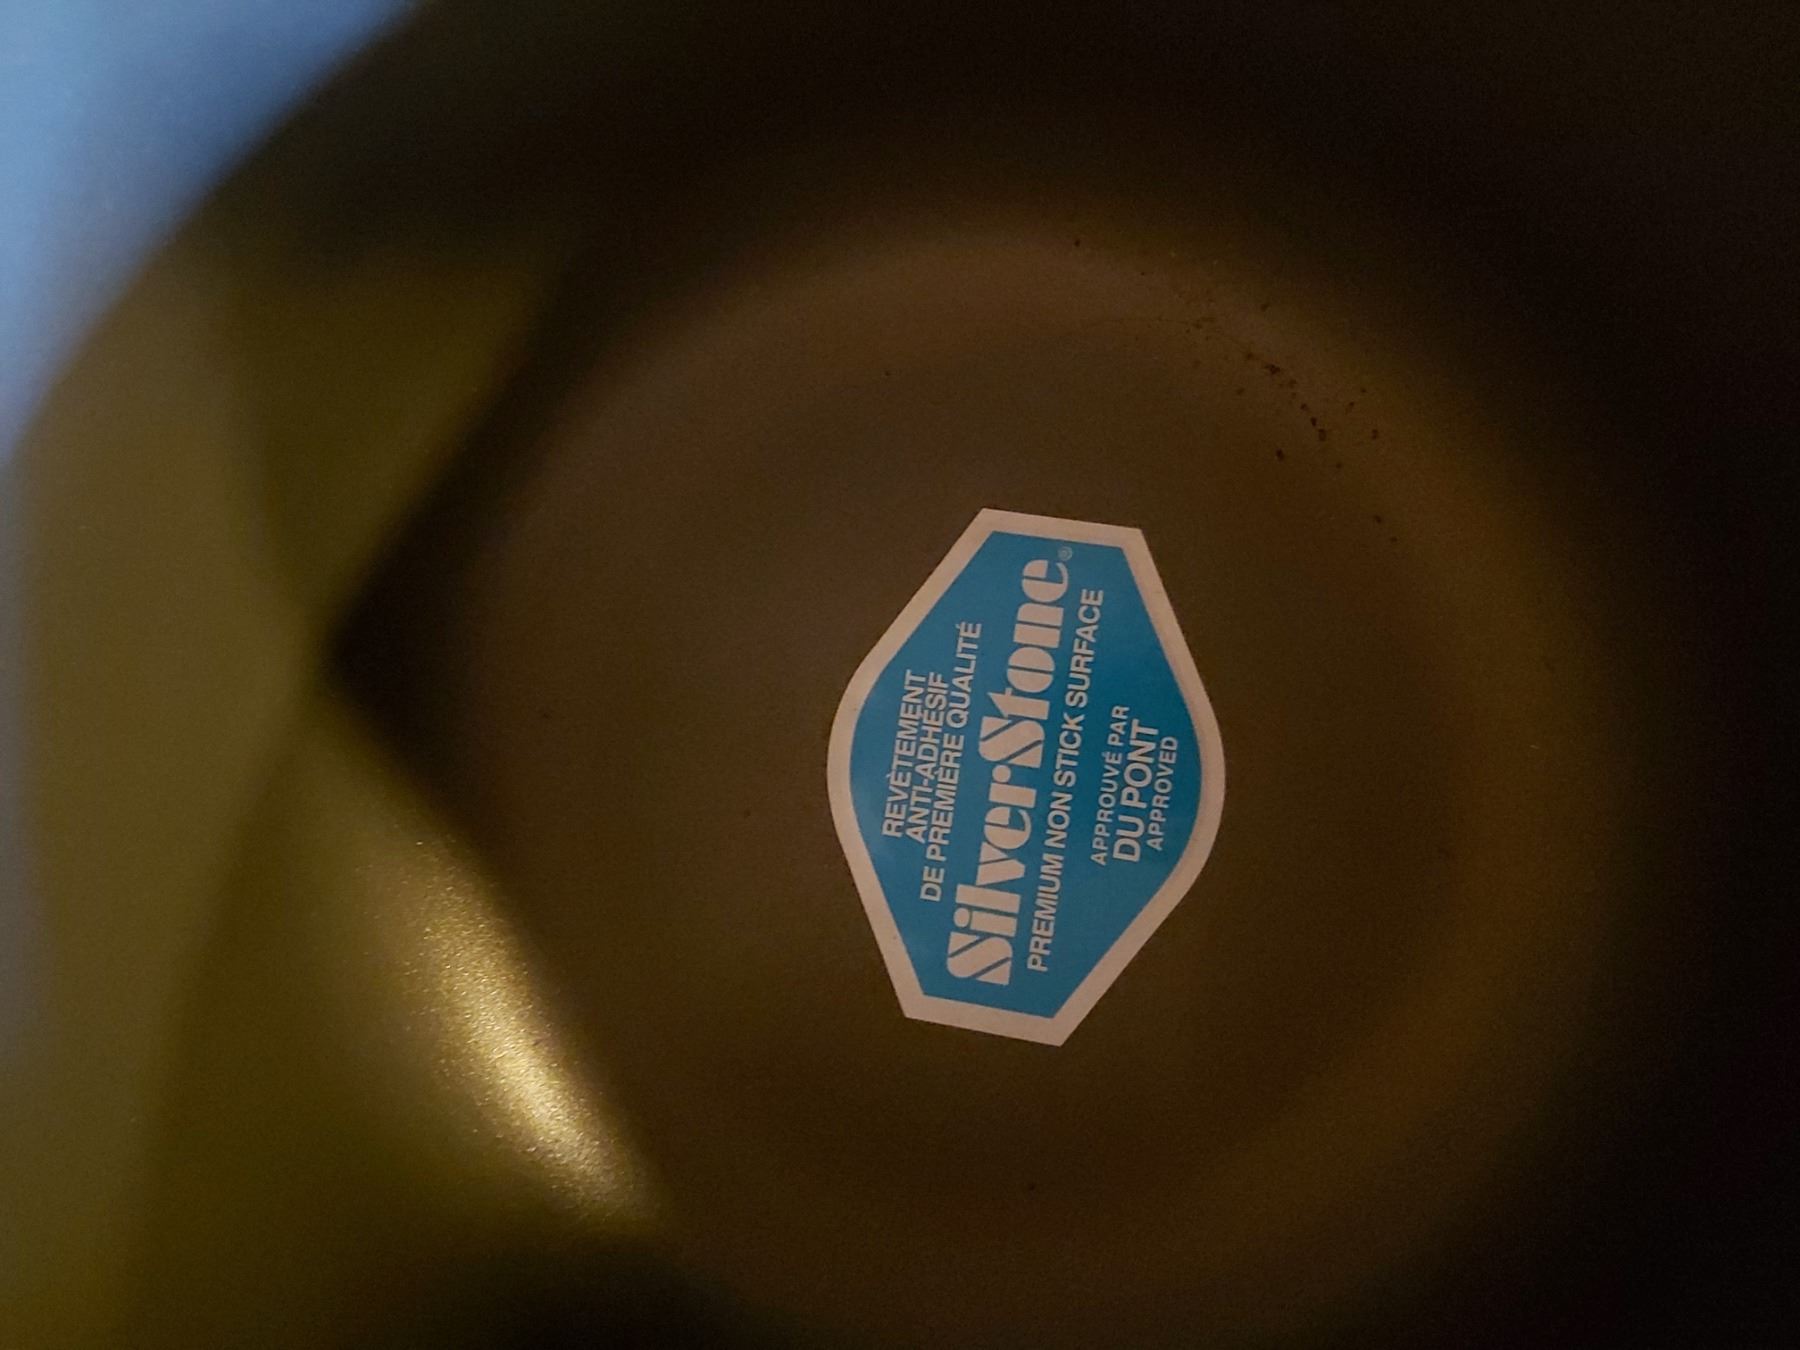 REVÊTEMENT
ANTI-ADHÉSIF
DE PREMIÈRE QUALITÉ
SilverStone®
PREMIUM NON STICK SURFACE
APPROUVÉ PAR
DU PONT
APPROVED